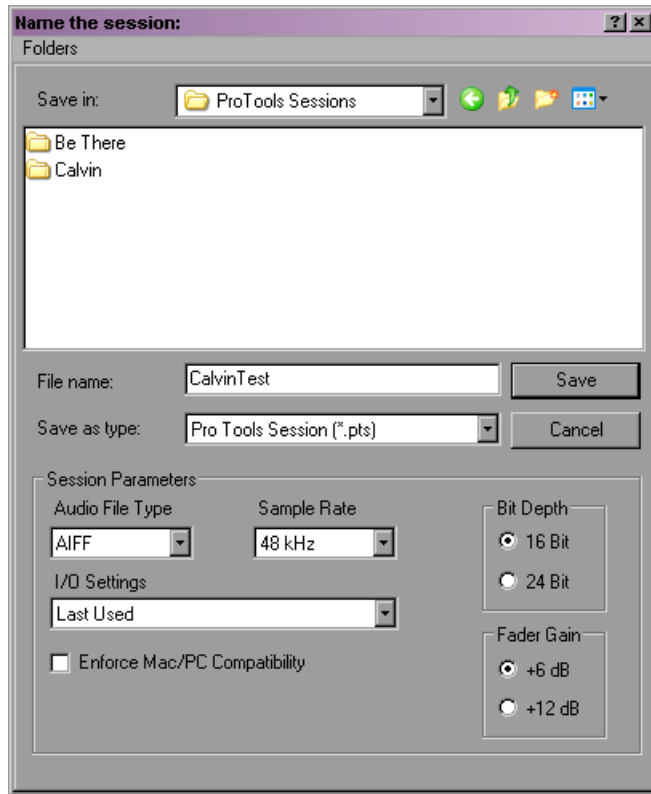 Name the session:
Folders
Save in:
ProTools Sessions
Be There
Calvin
File name:
CalvinTest
Save
Save as type:
Pro Tools Session (*.pts)
Cancel
Session Parameters
Audio File Type
Sample Rate
Bit Depth
AIFF
48 kHz
16 Bit
24 Bit
I/O Settings
Last Used
Fader Gain
Enforce Mac/PC Compatibility
+6 dB
+12 dB